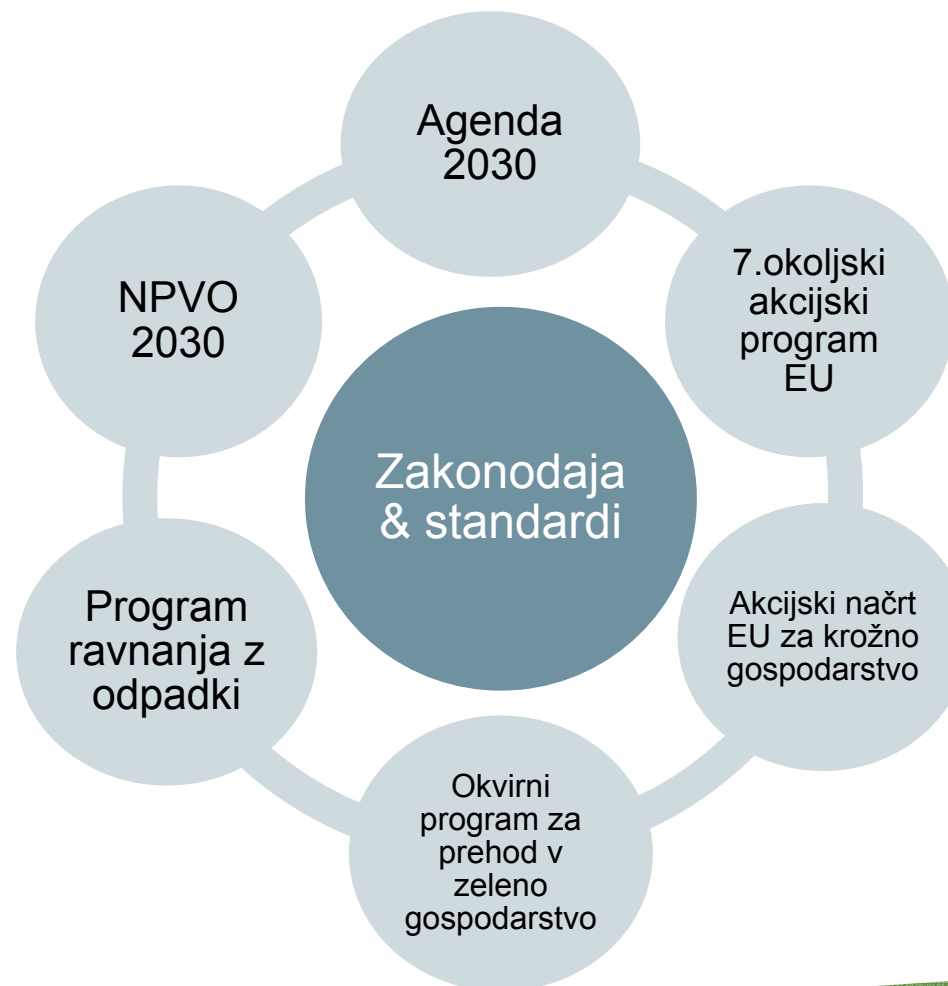 Agenda
2030
7.okoljski
akcijski
program
EU
Akcijski načrt
EU za krožno
gospodarstvo
Okvirni
program za
prehod v
zeleno
gospodarstvo
Program
ravnanja z
odpadki
NPVO
2030
Zakonodaja
& standardi